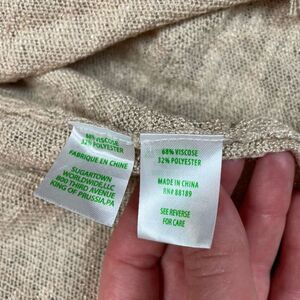 68% VISCOSE
32% POLYESTER
FABRIQUE EN CHINE
SUGARTOWN
WORLDWIDE, LLC
800 THIRD AVENUE
KING OF PRUSSIA, PA
68% VISCOSE
32% POLYESTER
MADE IN CHINA
RN# 88189
SEE REVERSE
FOR CARE